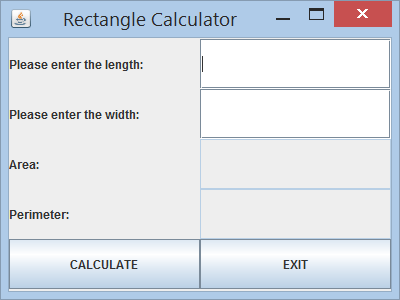 Rectangle Calculator
Please enter the length:
Please enter the width:
Area:
Perimeter:
CALCULATE
EXIT